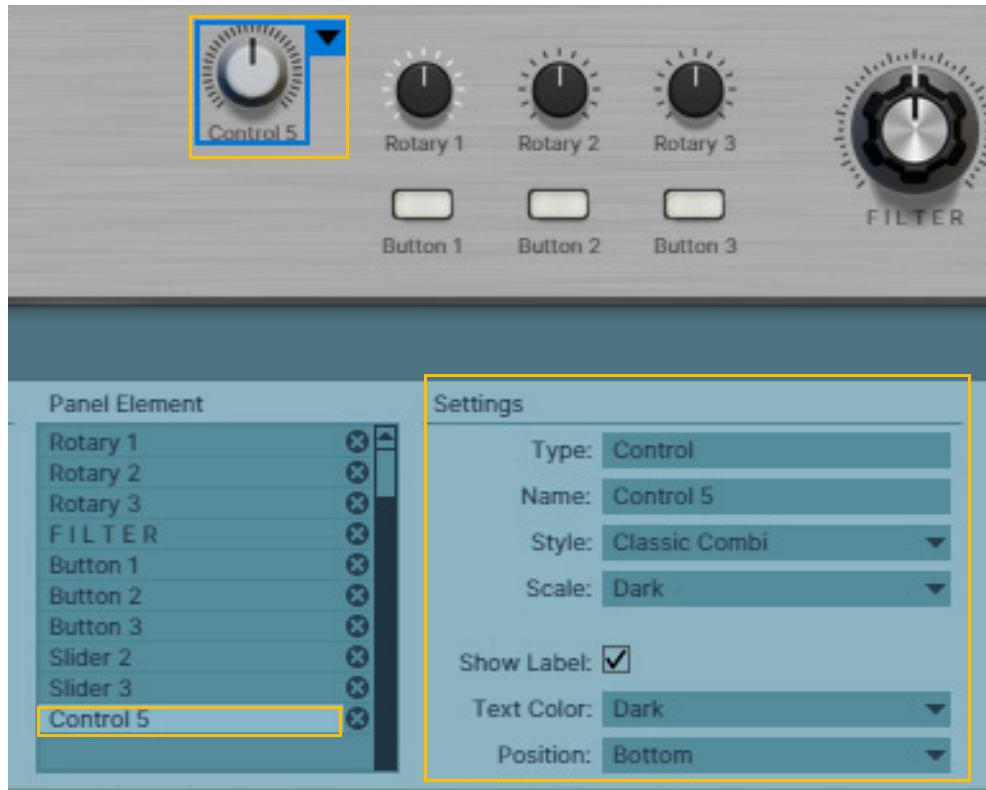 Control 5
Rotary 1 Rotary 2 Rotary 3
FILTER
Button 1 Button 2 Button 3
Panel Element
Rotary 1
Rotary 2
Rotary 3
F I L T E R
Button 1
Button 2
Button 3
Slider 2
Slider 3
Control 5
Settings
Type: Control
Name: Control 5
Style: Classic Combi
Scale: Dark
Show Label:
Text Color: Dark
Position: Bottom